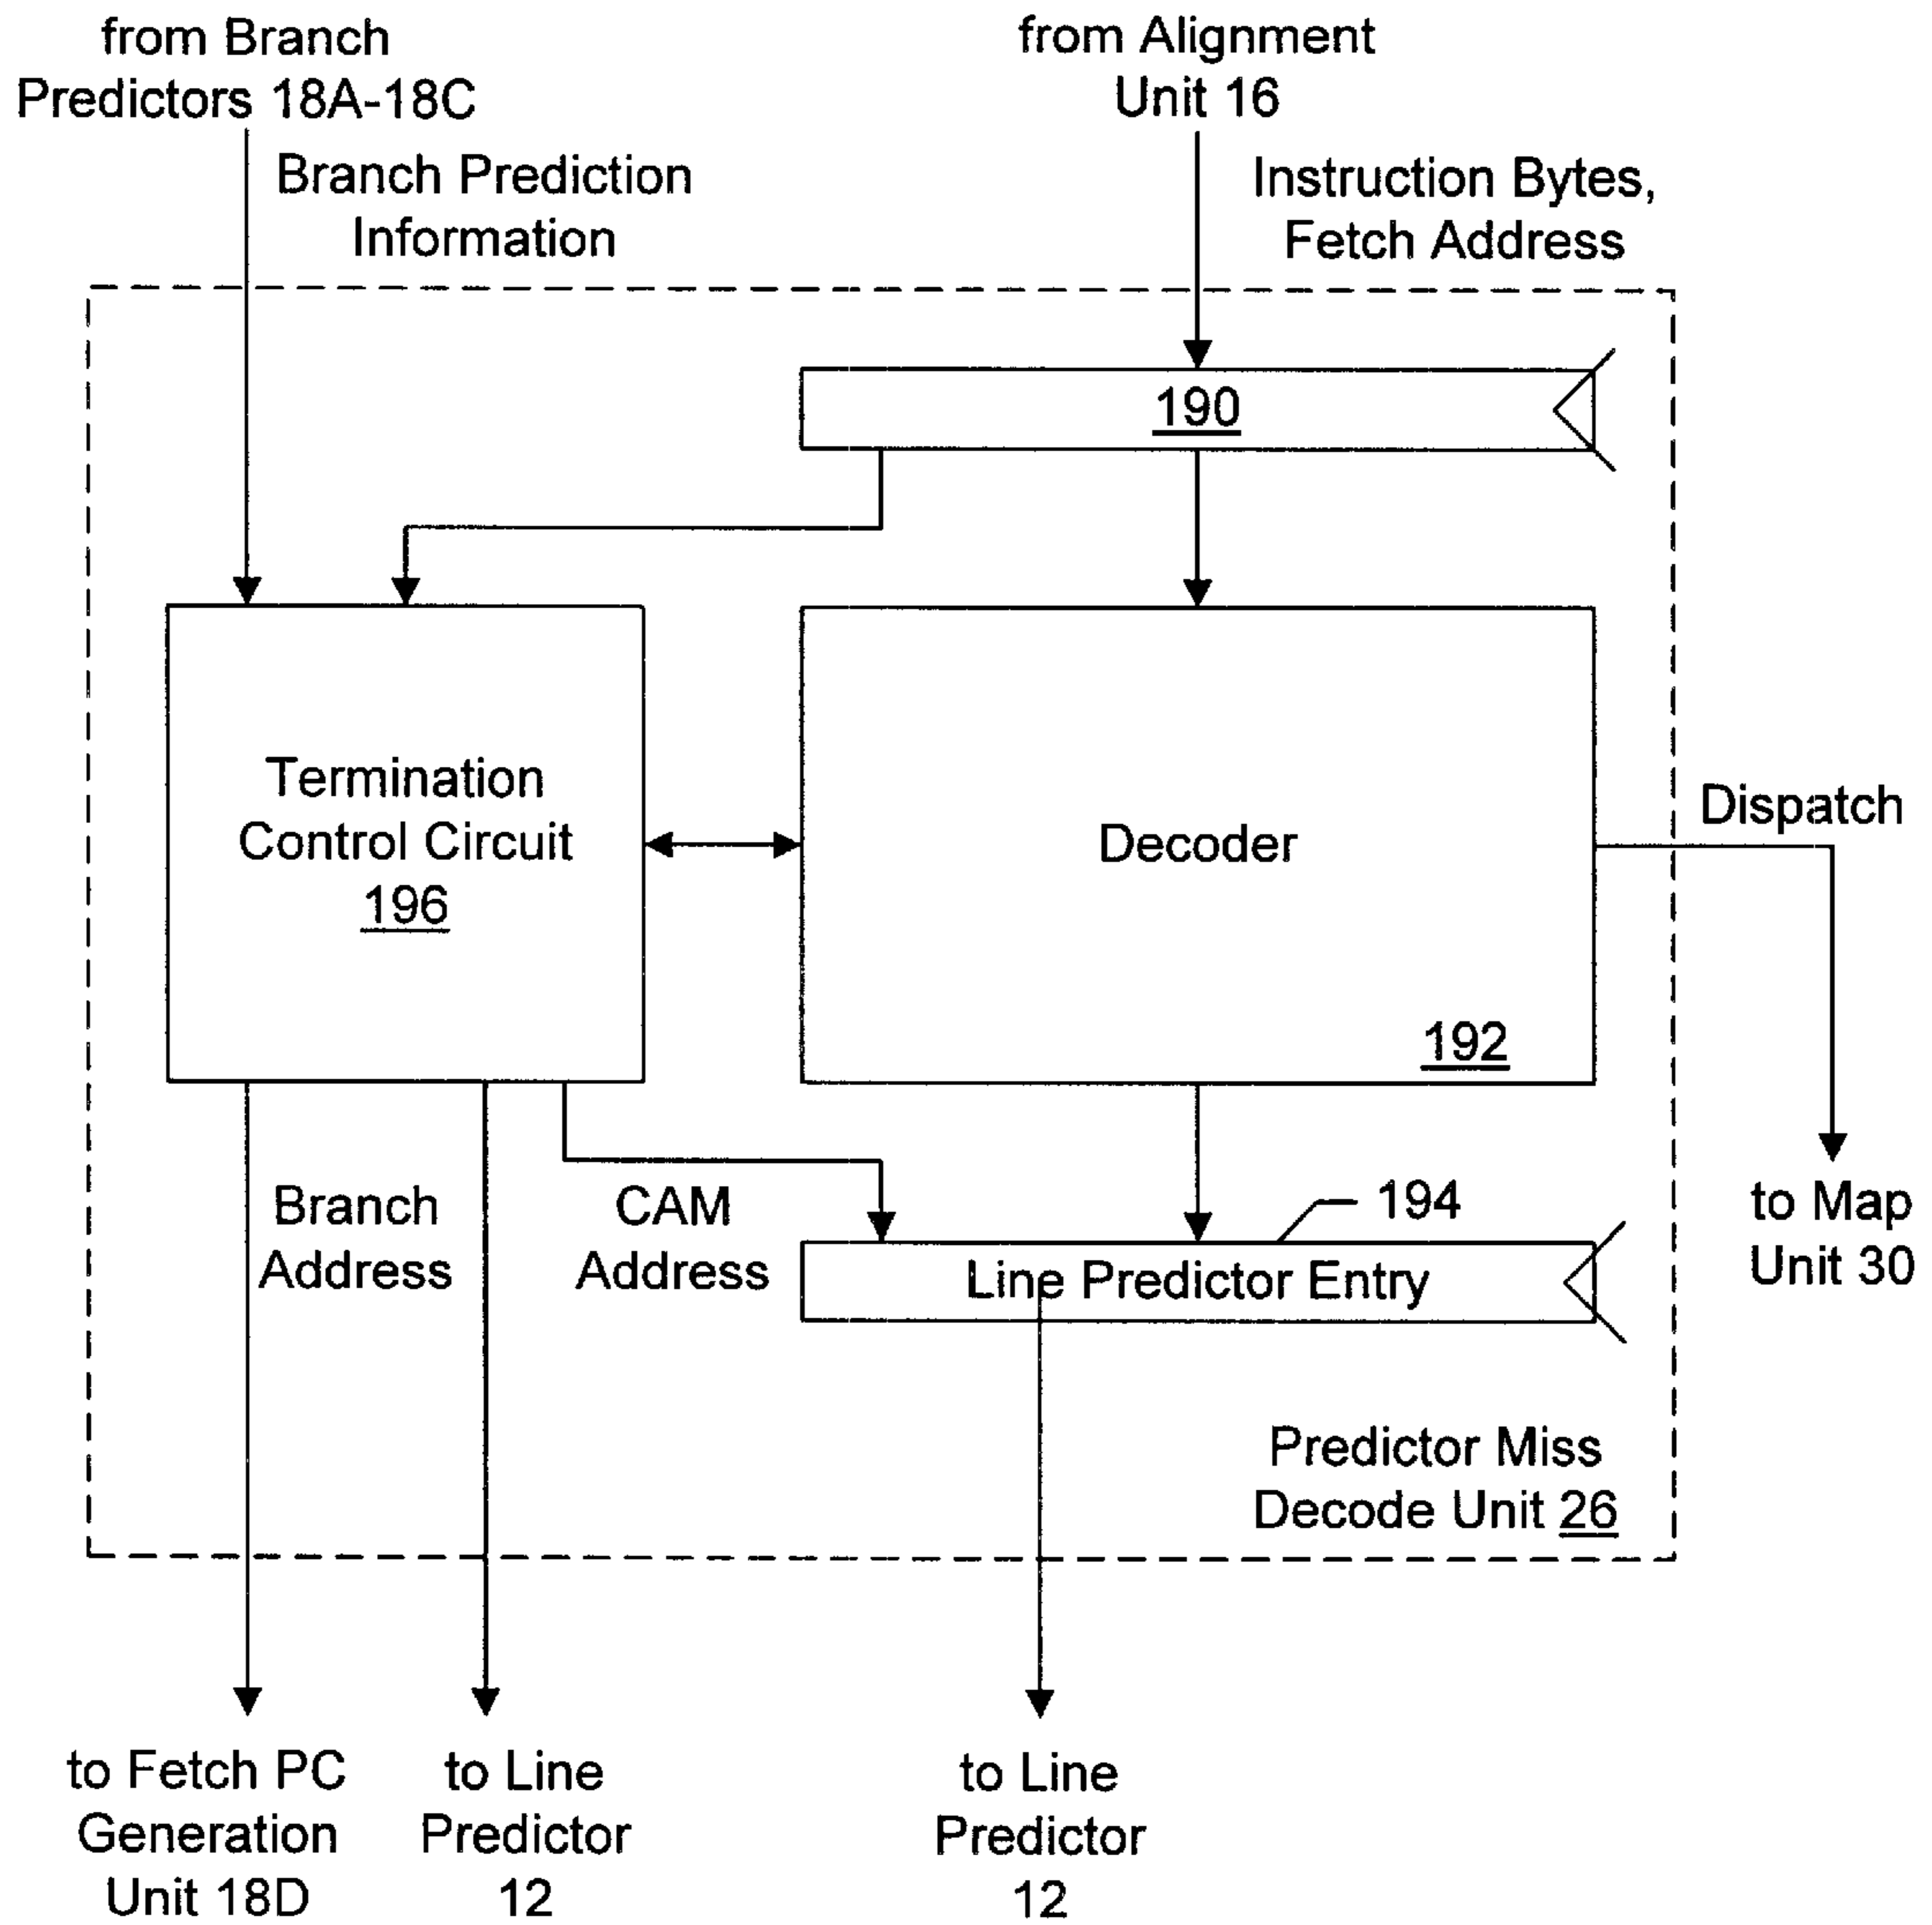 from Branch
Predictors 18A-18C
from Alignment
Unit 16
Branch Prediction
Information
Instruction Bytes,
Fetch Address
190
Termination
Control Circuit
196
Decoder
192
Dispatch
to Map
Unit 30
Branch
Address
CAM
Address
194
Line Predictor Entry
Predictor Miss
Decode Unit 26
to Fetch PC
Generation
Unit 18D
to Line
Predictor
12
to Line
Predictor
12